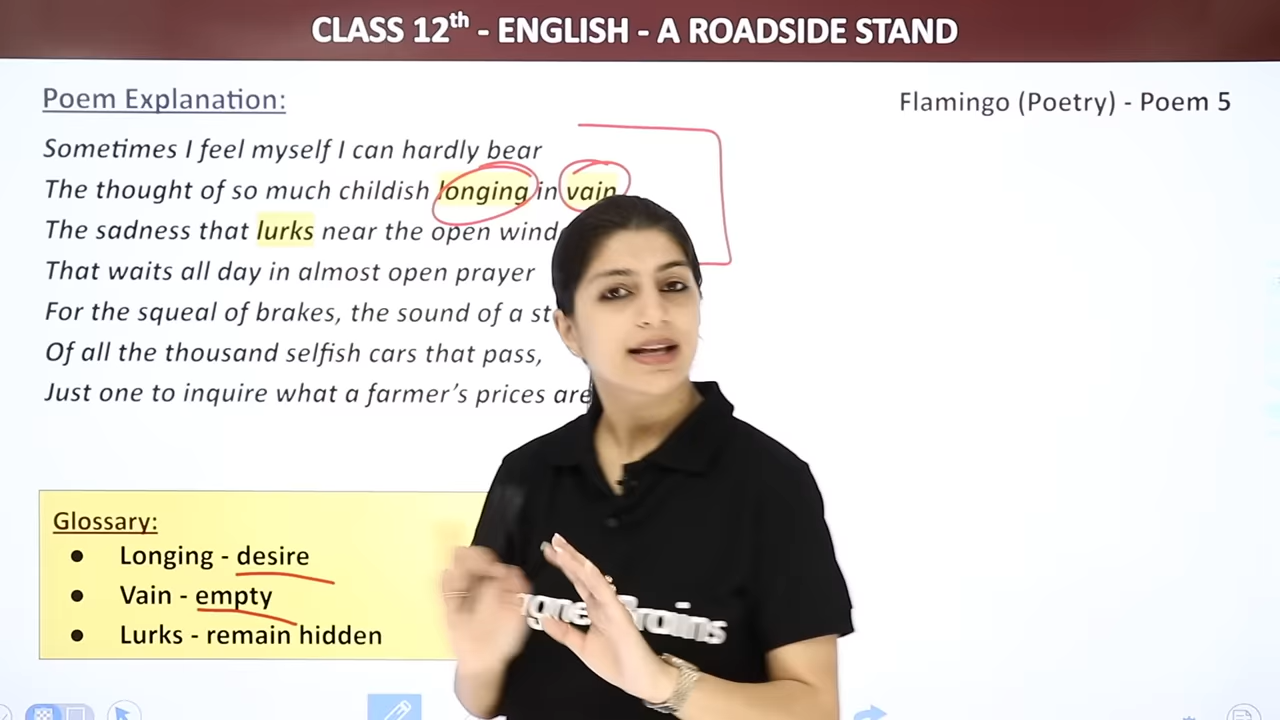 CLASS 12th - ENGLISH - A ROADSIDE STAND
Poem Explanation:
Flamingo (Poetry) - Poem 5
Sometimes I feel myself I can hardly bear
The thought of so much childish longing in vain
The sadness that lurks near the open wind
That waits all day in almost open prayer
For the squeal of brakes, the sound of a st
Of all the thousand selfish cars that pass,
Just one to inquire what a farmer's prices are
Glossary:
● Longing - desire
● Vain - empty
● Lurks - remain hidden